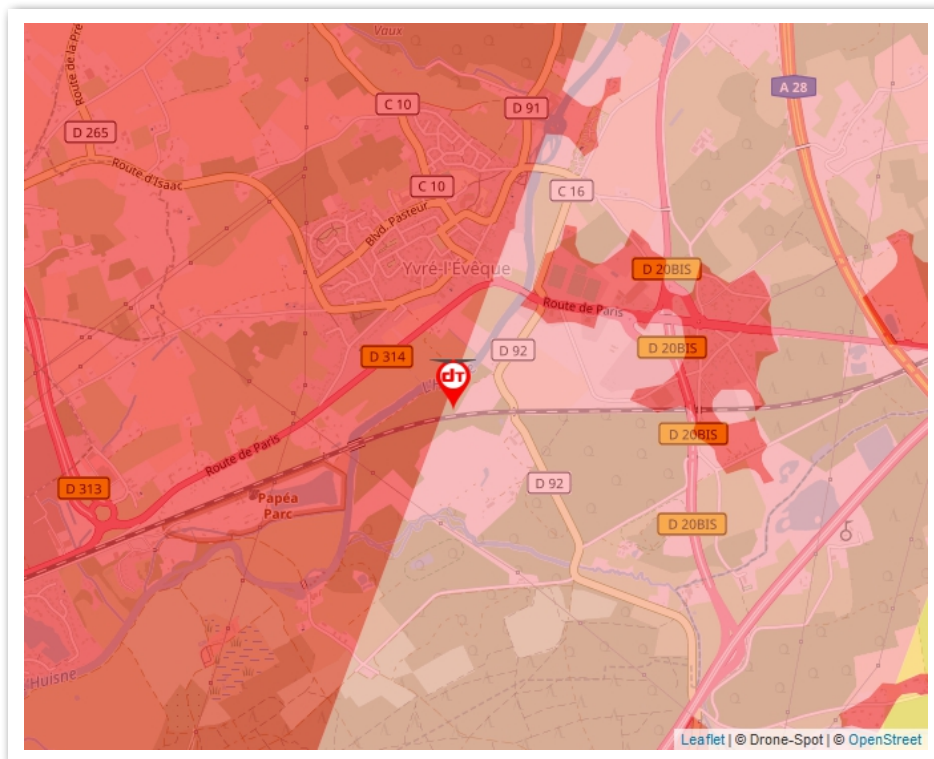 Vaux
Route de la Pré
A 28
C 10
D 91
D 265
Route d'Isaac
C 10
C 16
Blvd. Pasteur
Yvré-l'Évêque
D 20BIS
Route de Paris
D 314
D 92
D 20BIS
dT
D 20BIS
Route de Paris
D 313
Papéa
Parc
D 92
D 20BIS
l'Huisne
Leaflet | © Drone-Spot | © OpenStreet